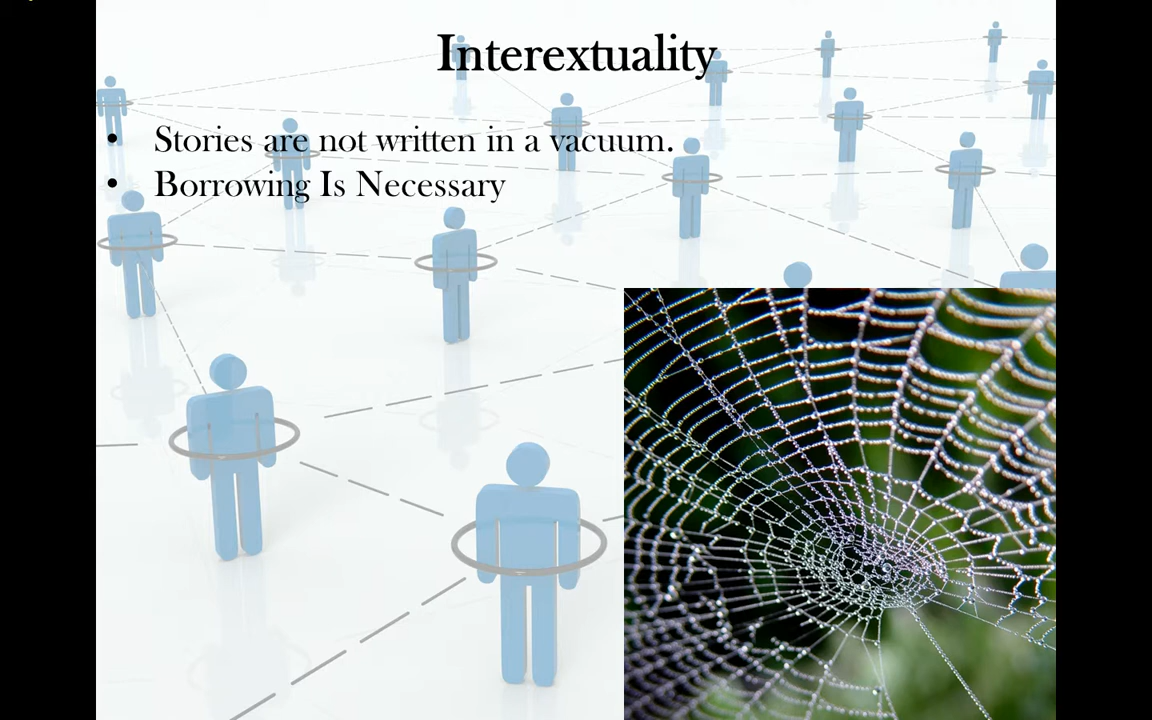 Interextuality
• Stories are not written in a vacuum.
• Borrowing Is Necessary